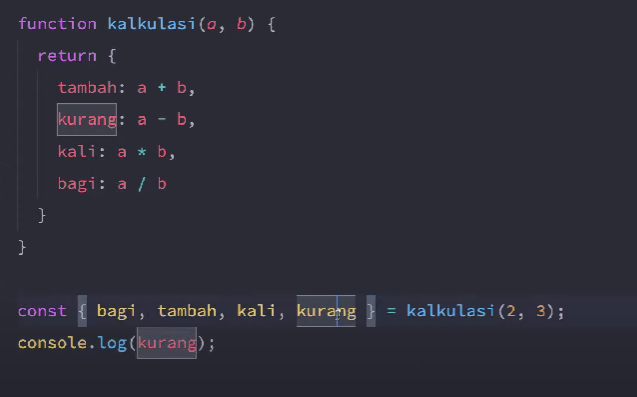 function kalkulasi(a, b) {
  return {
    tambah: a + b,
    kurang: a - b,
    kali: a * b,
    bagi: a / b
  }
}
const { bagi, tambah, kali, kurang } = kalkulasi(2, 3);
console.log(kurang);